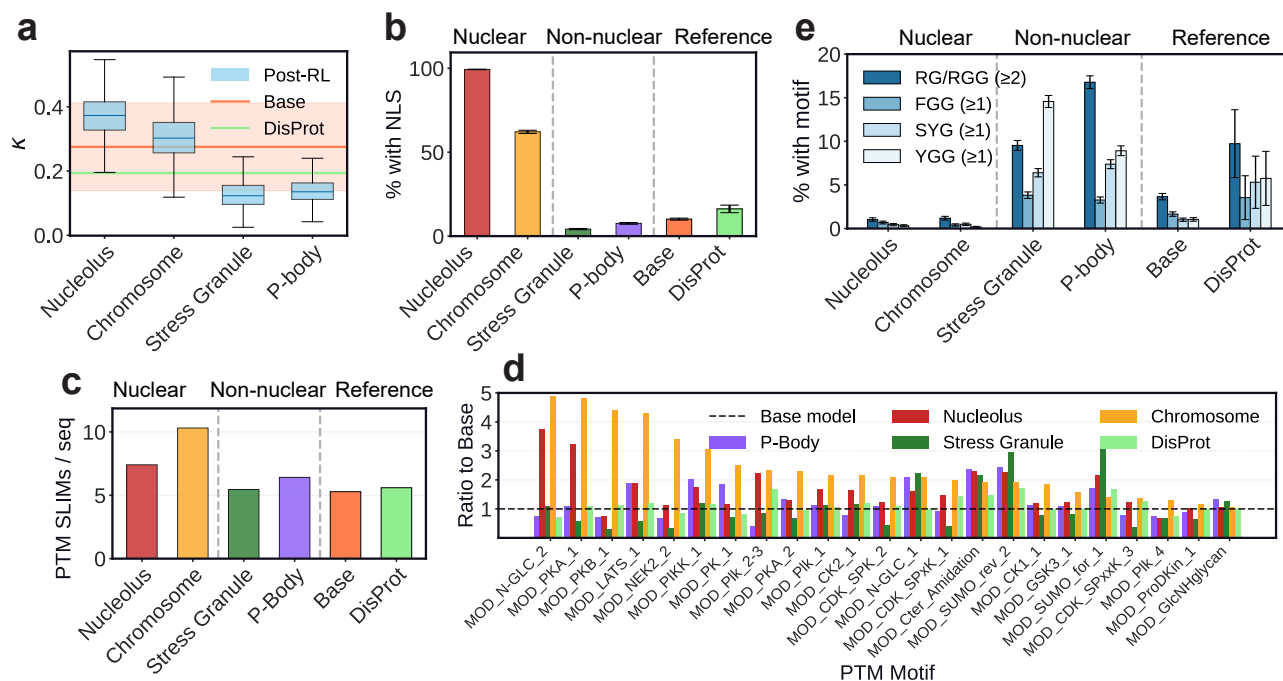 a
Post-RL
Base
DisProt
κ
0.4
0.2
0.0
Nucleolus
Chromosome
Stress Granule
P-body
b
Nuclear
Non-nuclear
Reference
% with NLS
100
50
0
Nucleolus
Chromosome
Stress Granule
P-body
Base
DisProt
e
Nuclear
Non-nuclear
Reference
RG/RGG (≥2)
FGG (≥1)
SYG (≥1)
YGG (≥1)
% with motif
20
15
10
5
0
Nucleolus
Chromosome
Stress Granule
P-body
Base
DisProt
c
Nuclear
Non-nuclear
Reference
PTM SLIMs / seq
10
5
0
Nucleolus
Chromosome
Stress Granule
P-Body
Base
DisProt
d
Ratio to Base
5
4
3
2
1
Base model
P-Body
Nucleolus
Stress Granule
Chromosome
DisProt
MOD_N-GLC_2
MOD_PKA_1
MOD_PKB_1
MOD_LATS_1
MOD_NEK2_2
MOD_PIKK_1
MOD_PK_1
MOD_Plk_2-3
MOD_PKA_2
MOD_Plk_1
MOD_CK2_1
MOD_CDK_SPK_2
MOD_N-GLC_1
MOD_CDK_SPxK_1
MOD_Cter_Amidation
MOD_SUMO_rev_2
MOD_CK1_1
MOD_GSK3_1
MOD_SUMO_for_1
MOD_CDK_SPxxK_3
MOD_Plk_4
MOD_ProDKin_1
MOD_GlcNHglycan
PTM Motif